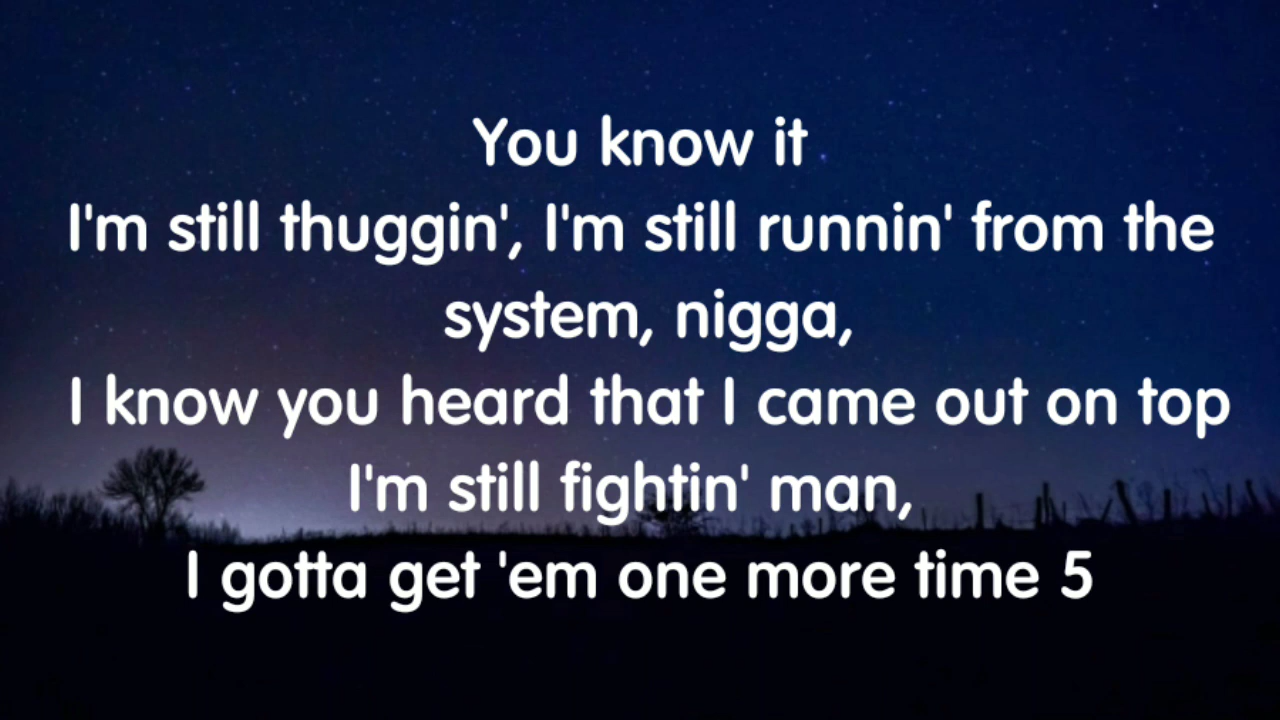 You know it
I'm still thuggin', I'm still runnin' from the
system, nigga,
I know you heard that I came out on top
I'm still fightin' man,
I gotta get 'em one more time 5